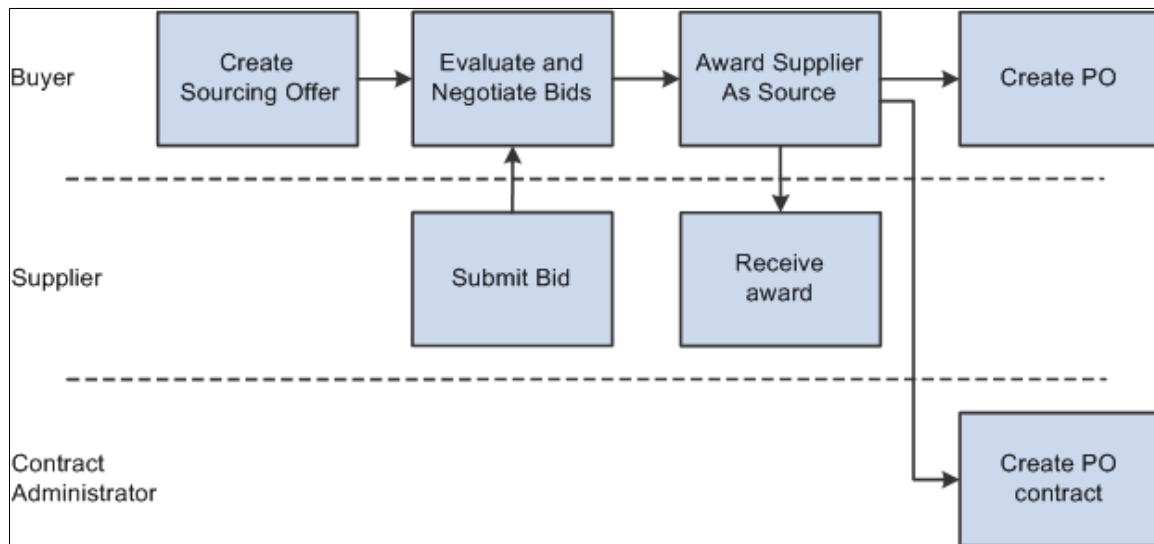 Buyer
Create
Sourcing Offer
Evaluate and
Negotiate Bids
Award Supplier
As Source
Create PO
Supplier
Submit Bid
Receive
award
Contract
Administrator
Create PO
contract